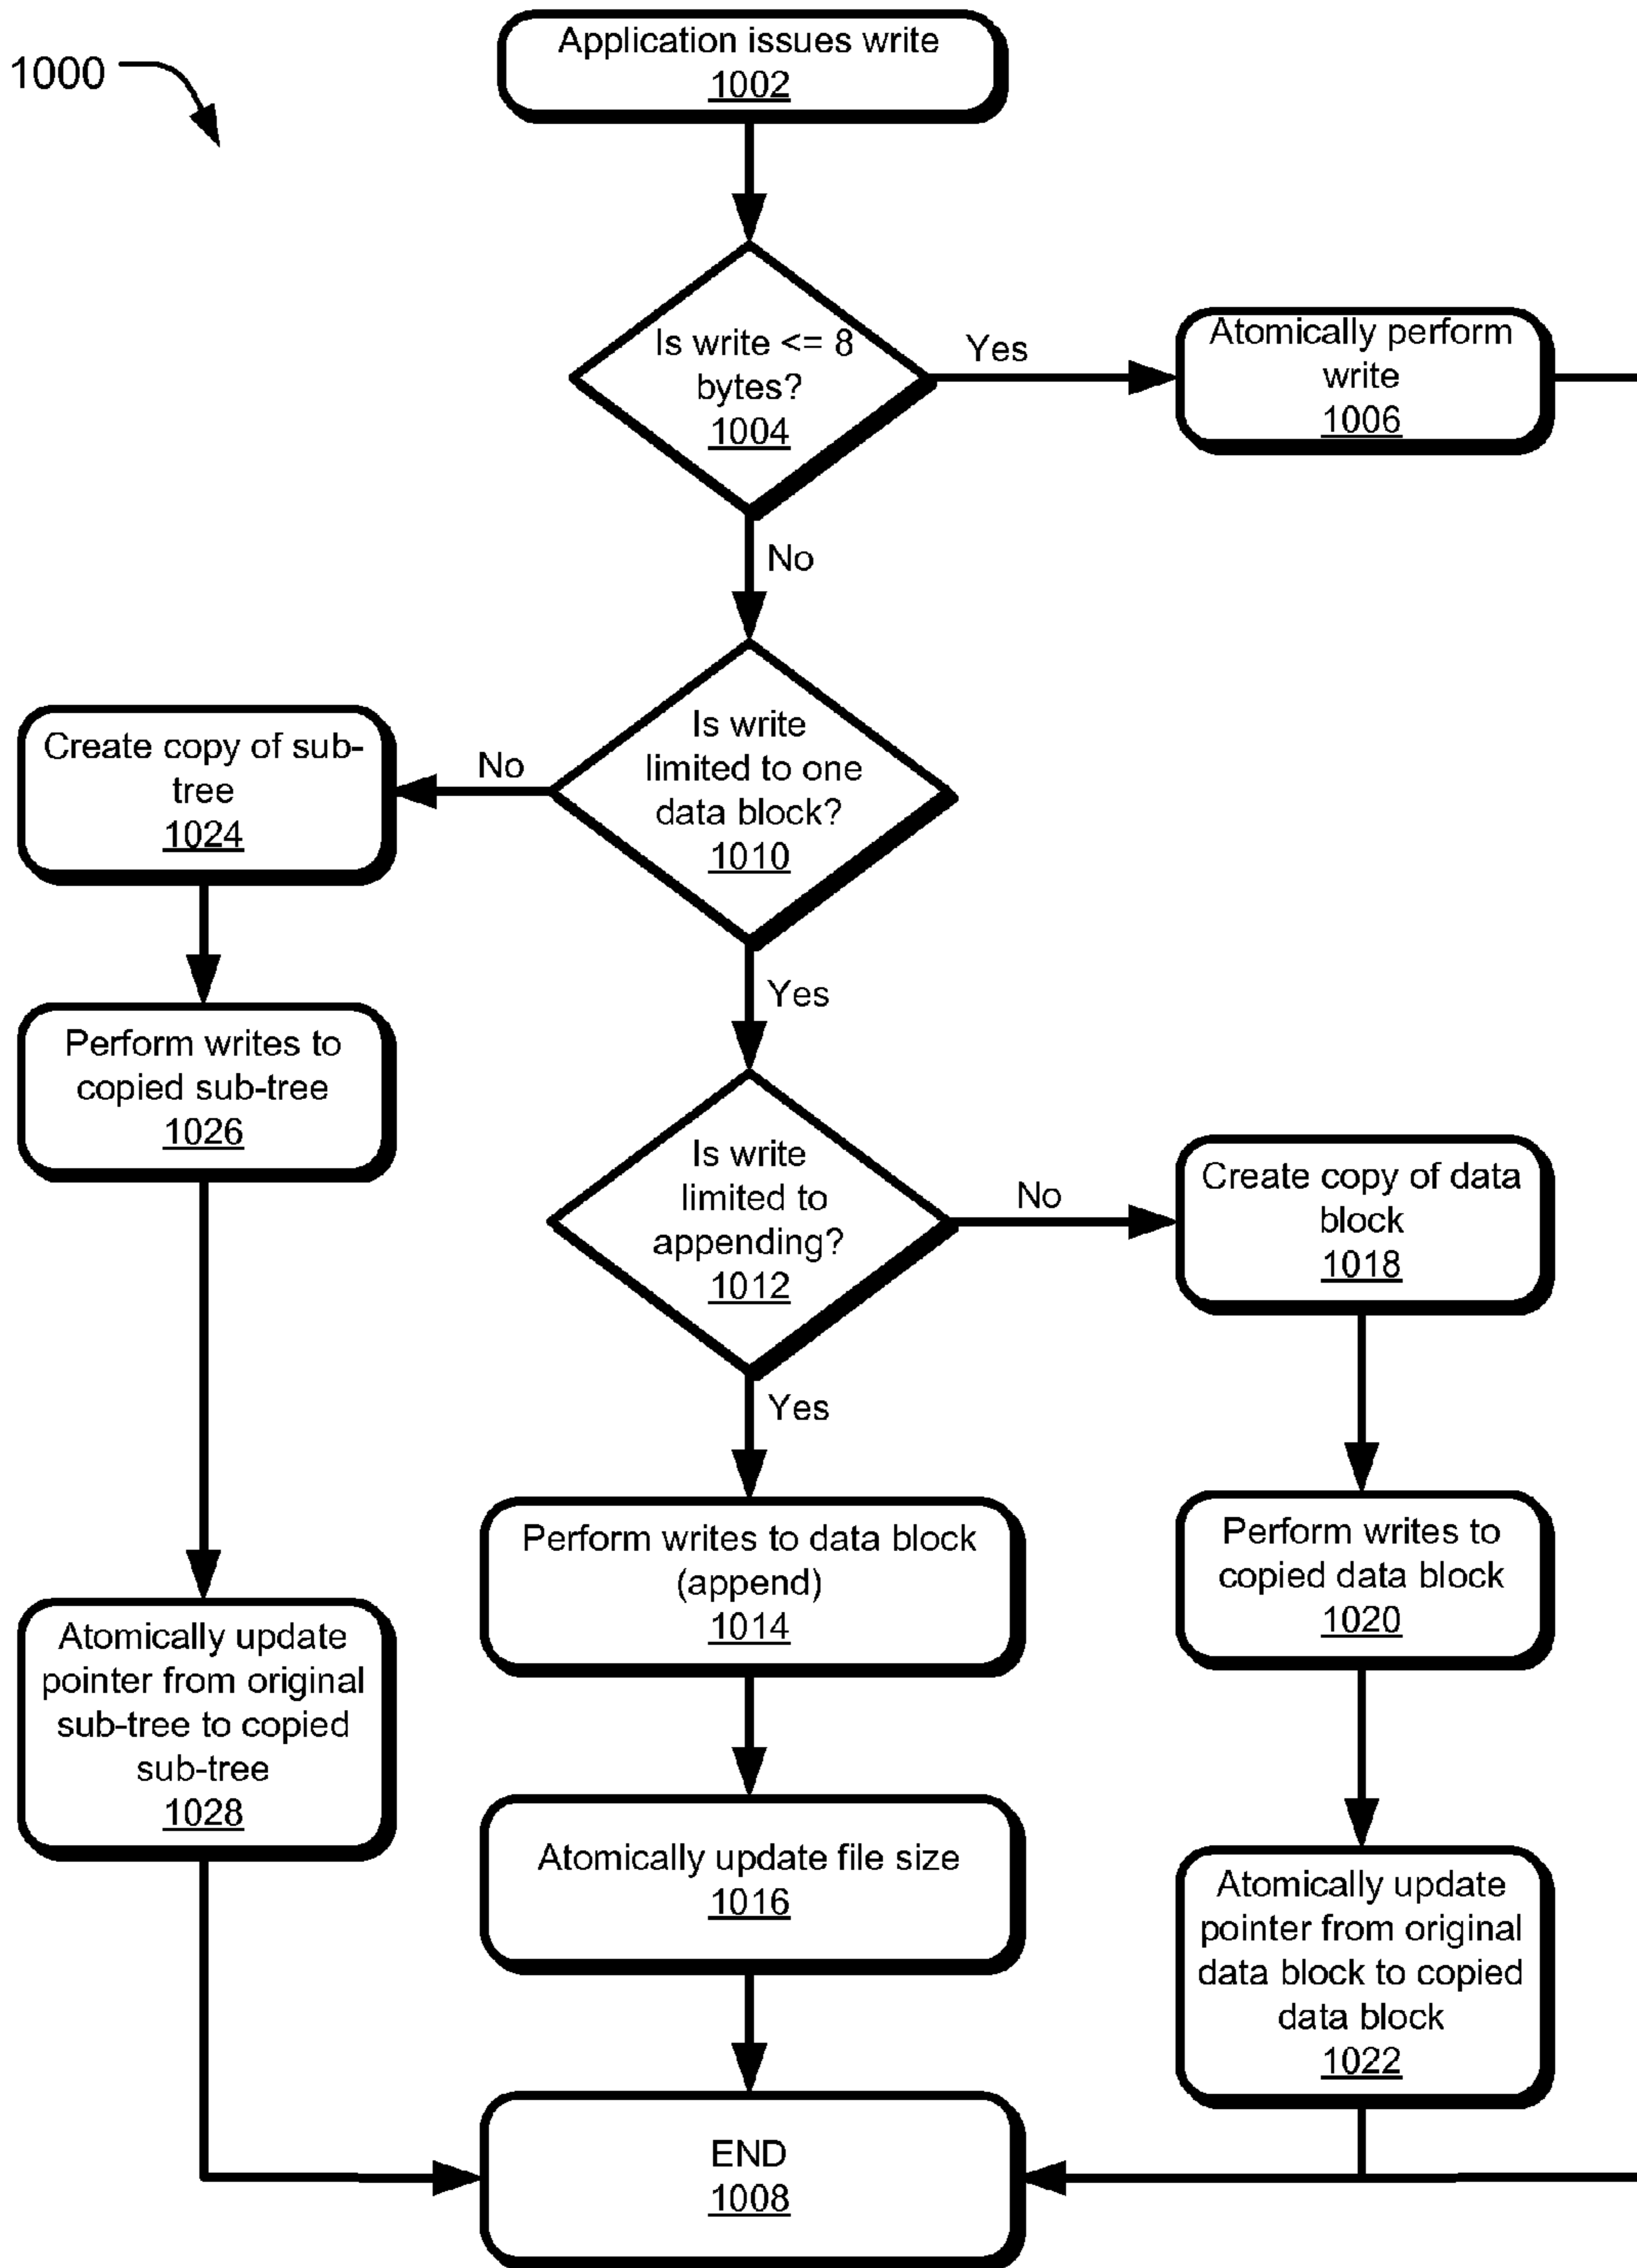 1000
Application issues write
1002
Is write <= 8
bytes?
1004
Yes
Atomically perform
write
1006
No
Is write
limited to one
data block?
1010
No
Create copy of sub-
tree
1024
Yes
Perform writes to
copied sub-tree
1026
Is write
limited to
appending?
1012
No
Create copy of data
block
1018
Yes
Perform writes to data block
(append)
1014
Perform writes to
copied data block
1020
Atomically update
pointer from original
sub-tree to copied
sub-tree
1028
Atomically update file size
1016
Atomically update
pointer from original
data block to copied
data block
1022
END
1008